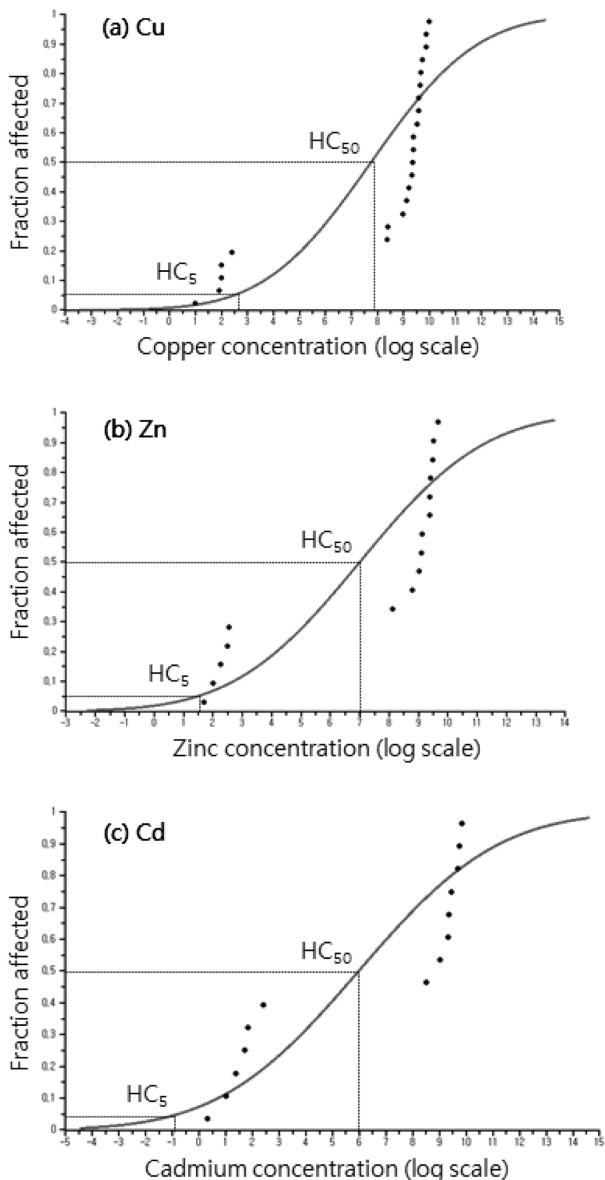 (a) Cu
Fraction affected
1
0,9
0,8
0,7
0,6
0,5
0,4
0,3
0,2
0,1
0
HC50
HC5
-4 -3 -2 -1 0 1 2 3 4 5 6 7 8 9 10 11 12 13 14 15
Copper concentration (log scale)
(b) Zn
Fraction affected
1
0,9
0,8
0,7
0,6
0,5
0,4
0,3
0,2
0,1
0
HC50
HC5
-3 -2 -1 0 1 2 3 4 5 6 7 8 9 10 11 12 13 14
Zinc concentration (log scale)
(c) Cd
Fraction affected
1
0,9
0,8
0,7
0,6
0,5
0,4
0,3
0,2
0,1
0
HC50
HC5
-5 -4 -3 -2 -1 0 1 2 3 4 5 6 7 8 9 10 11 12 13 14 15
Cadmium concentration (log scale)